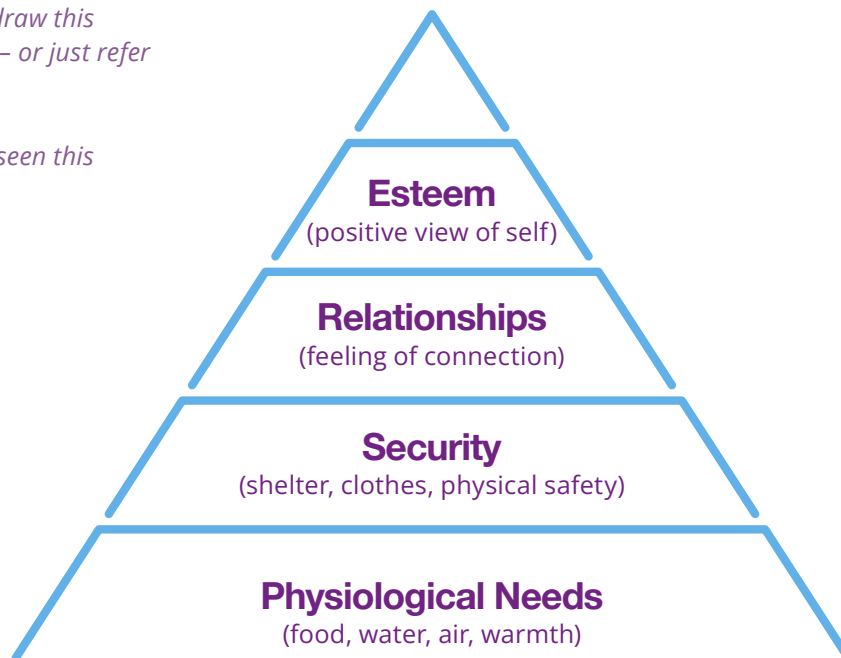 draw this
– or just refer
seen this
Esteem
(positive view of self)
Relationships
(feeling of connection)
Security
(shelter, clothes, physical safety)
Physiological Needs
(food, water, air, warmth)